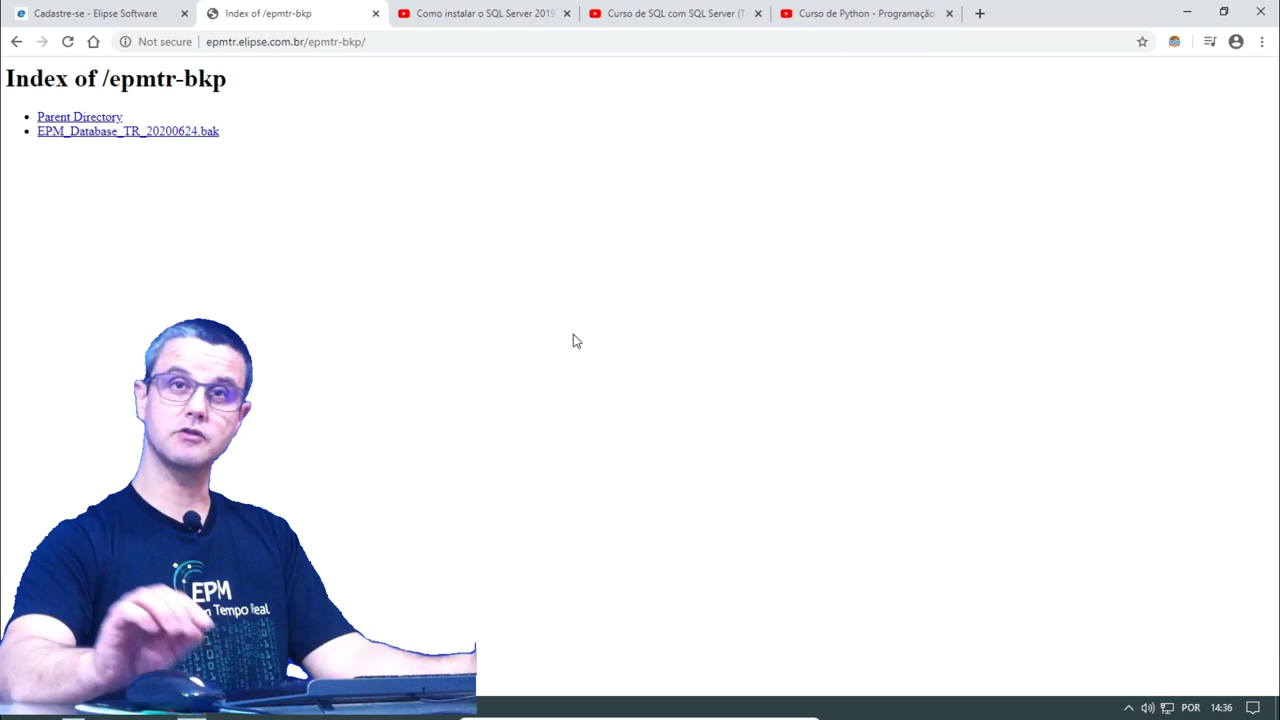 Cadastre-se - Elipse Software
Index of /epmtr-bkp
Como instalar o SQL Server 2019
Curso de SQL com SQL Server (T-
Curso de Python - Programação
Not secure
epmtr.elipse.com.br/epmtr-bkp/
Index of /epmtr-bkp
Parent Directory
EPM_Database_TR_20200624.bak
EPM
Tempo Real
POR
14:36